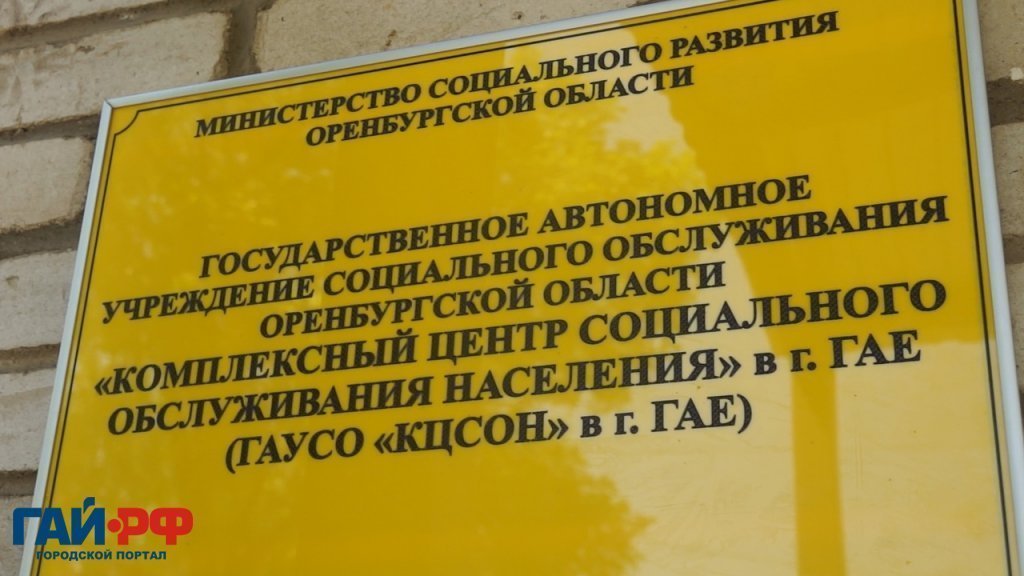 МИНИСТЕРСТВО СОЦИАЛЬНОГО РАЗВИТИЯ
ОРЕНБУРГСКОЙ ОБЛАСТИ
ГОСУДАРСТВЕННОЕ АВТОНОМНОЕ
УЧРЕЖДЕНИЕ СОЦИАЛЬНОГО ОБСЛУЖИВАНИЯ
ОРЕНБУРГСКОЙ ОБЛАСТИ
«КОМПЛЕКСНЫЙ ЦЕНТР СОЦИАЛЬНОГО
ОБСЛУЖИВАНИЯ НАСЕЛЕНИЯ» в г. ГАЕ
(ГАУСО «КЦСОН» в г. ГАЕ)
ГАЙ•РФ
ГОРОДСКОЙ ПОРТАЛ